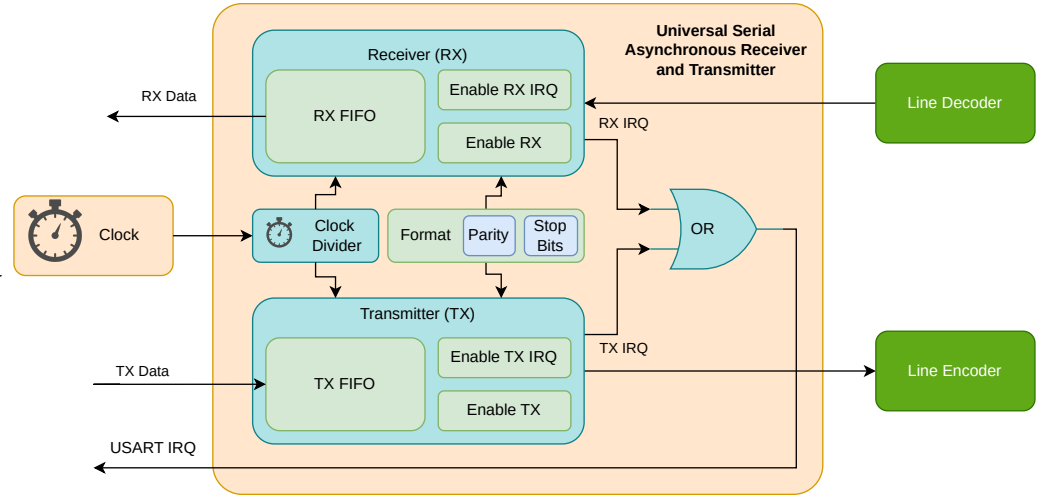 Universal Serial
Asynchronous Receiver
and Transmitter
Receiver (RX)
RX Data
RX FIFO
Enable RX IRQ
Enable RX
Line Decoder
RX IRQ
Clock
Clock
Divider
Format
Parity
Stop
Bits
OR
Transmitter (TX)
TX IRQ
TX Data
TX FIFO
Enable TX IRQ
Enable TX
Line Encoder
USART IRQ